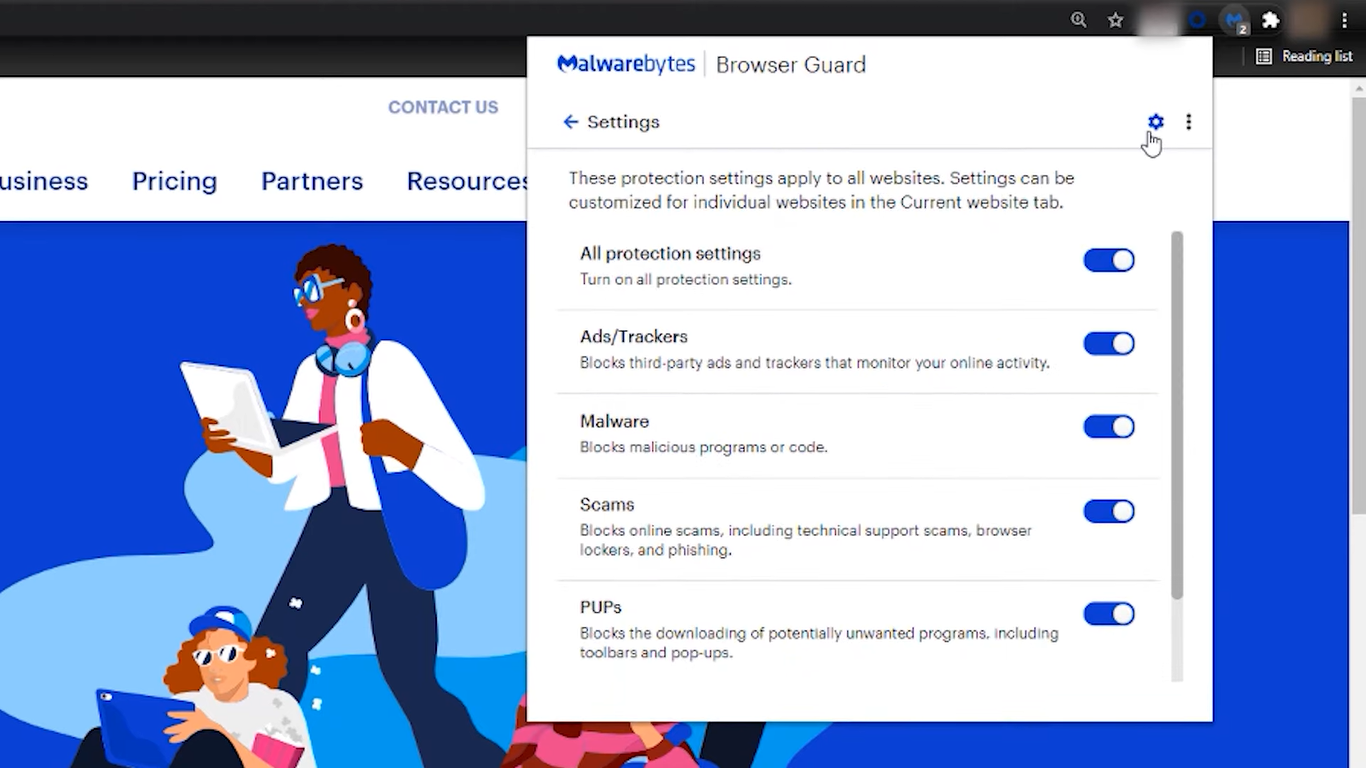 2
Reading list
Malwarebytes | Browser Guard
CONTACT US
Settings
usiness Pricing Partners Resources
These protection settings apply to all websites. Settings can be
customized for individual websites in the Current website tab.
All protection settings
Turn on all protection settings.
Ads/Trackers
Blocks third-party ads and trackers that monitor your online activity.
Malware
Blocks malicious programs or code.
Scams
Blocks online scams, including technical support scams, browser
lockers, and phishing.
PUPs
Blocks the downloading of potentially unwanted programs, including
toolbars and pop-ups.